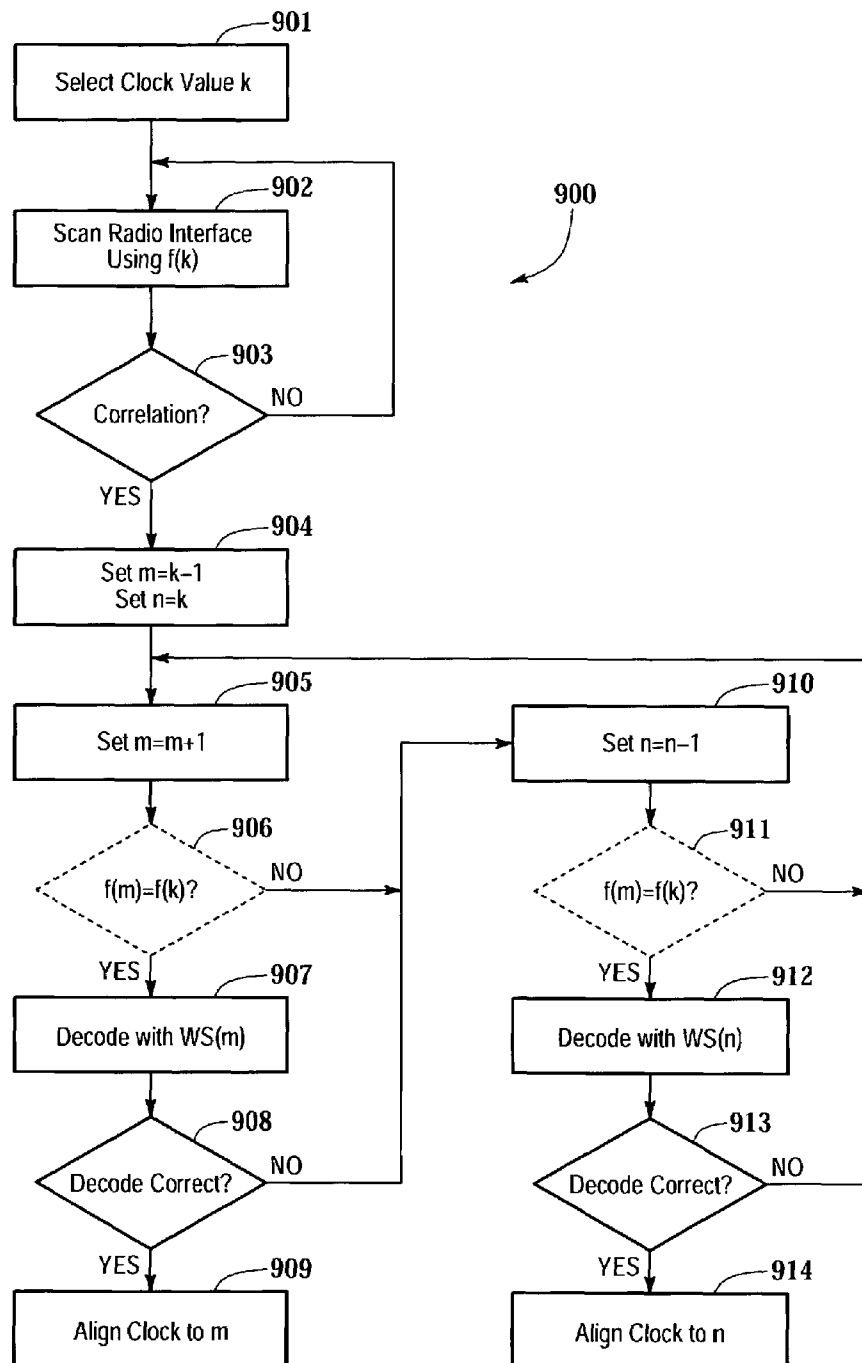 901
Select Clock Value k
902
Scan Radio Interface
Using f(k)
900
903
Correlation?
NO
YES
904
Set m=k–1
Set n=k
905
Set m=m+1
910
Set n=n–1
906
f(m)=f(k)?
NO
YES
911
f(m)=f(k)?
NO
YES
907
Decode with WS(m)
912
Decode with WS(n)
908
Decode Correct?
NO
YES
913
Decode Correct?
NO
YES
909
Align Clock to m
914
Align Clock to n